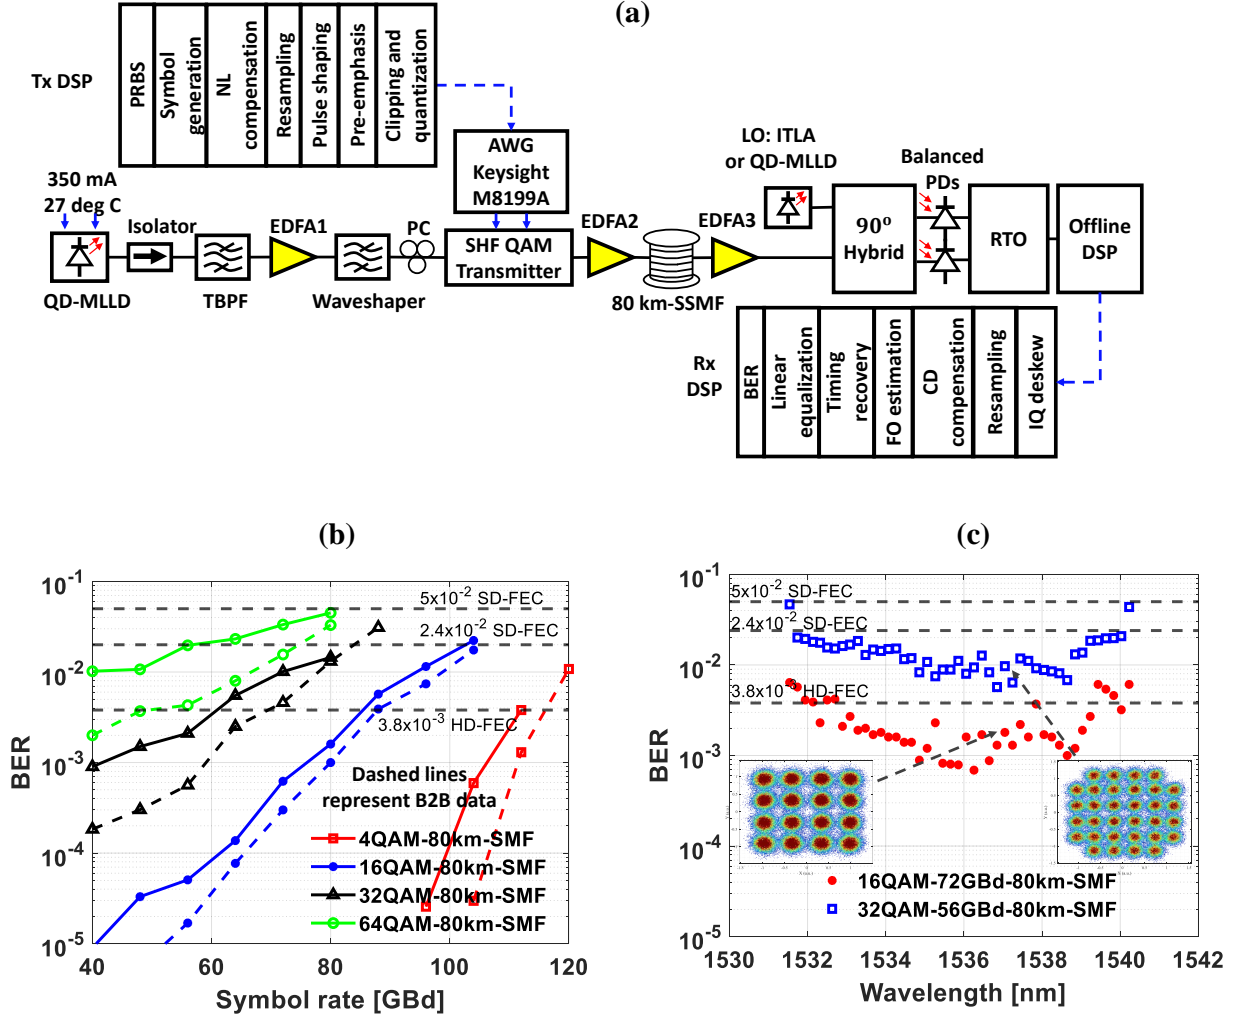 (a)
Tx DSP
PRBS
Symbol
generation
NL
compensation
Resampling
Pulse shaping
Pre-emphasis
Clipping and
quantization
AWG
Keysight
M8199A
350 mA
27 deg C
QD-MLLD
Isolator
TBPF
EDFA1
Waveshaper
PC
SHF QAM
Transmitter
EDFA2
80 km-SSMF
EDFA3
LO: ITLA
or QD-MLLD
90° 
Hybrid
Balanced
PDs
RTO
Offline
DSP
Rx
DSP
BER
Linear
equalization
Timing
recovery
FO estimation
CD
compensation
Resampling
IQ deskew
(b)
10-1
10-2
10-3
10-4
10-5
BER
5x10-2 SD-FEC
2.4x10-2 SD-FEC
3.8x10-3 HD-FEC
Dashed lines
represent B2B data
4QAM-80km-SMF
16QAM-80km-SMF
32QAM-80km-SMF
64QAM-80km-SMF
40 60 80 100 120
Symbol rate [GBd]
(c)
10-1
10-2
10-3
10-4
10-5
BER
5x10-2 SD-FEC
2.4x10-2 SD-FEC
3.8x10-3 HD-FEC
16QAM-72GBd-80km-SMF
32QAM-56GBd-80km-SMF
1530 1532 1534 1536 1538 1540 1542
Wavelength [nm]